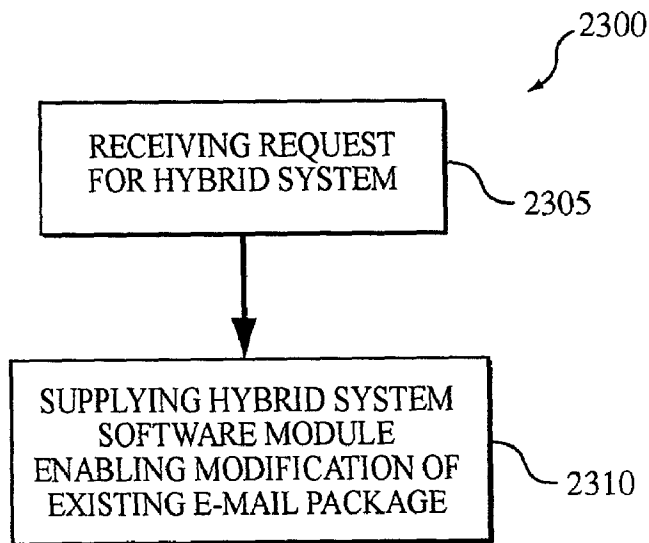 2300
RECEIVING REQUEST
FOR HYBRID SYSTEM
2305
SUPPLYING HYBRID SYSTEM
SOFTWARE MODULE
ENABLING MODIFICATION OF
EXISTING E-MAIL PACKAGE
2310